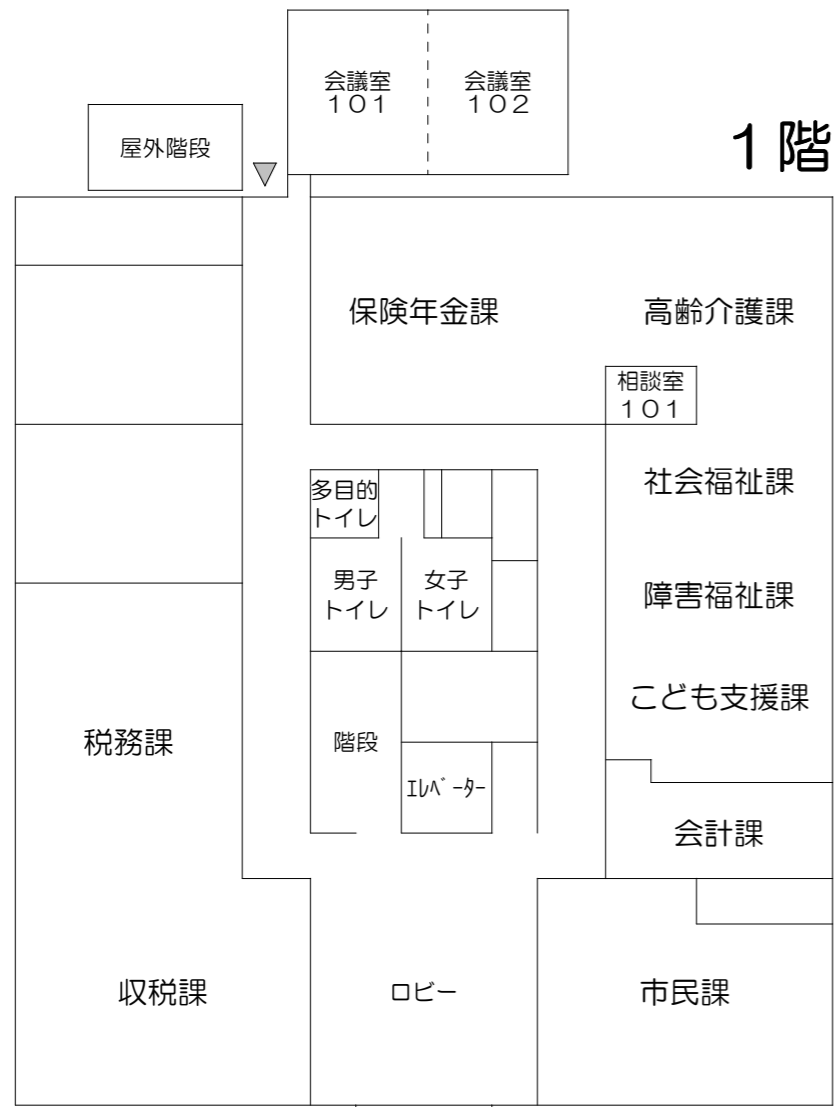 会議室
１０１
会議室
１０２
１階
屋外階段
保険年金課
高齢介護課
相談室
１０１
社会福祉課
多目的
トイレ
男子
トイレ
女子
トイレ
障害福祉課
こども支援課
税務課
階段
ｴﾚﾍﾞｰﾀｰ
会計課
収税課
ロビー
市民課